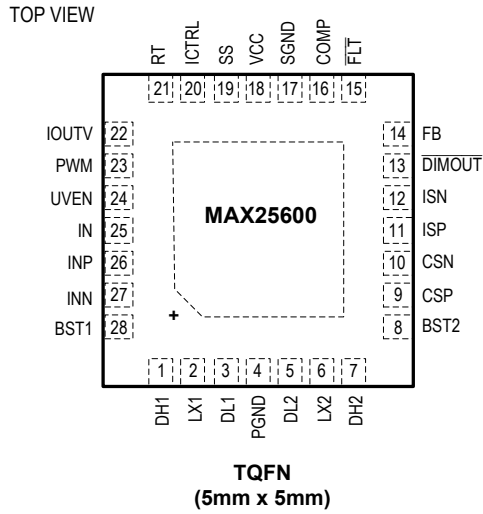 TOP VIEW
RT ICTRL SS VCC SGND COMP F̅L̅T̅
21 20 19 18 17 16 15
IOUTV 22
PWM 23
UVEN 24
IN 25
INP 26
INN 27
BST1 28
14 FB
13 D̅I̅M̅O̅U̅T̅
12 ISN
11 ISP
10 CSN
9 CSP
8 BST2
MAX25600
+
1 2 3 4 5 6 7
DH1 LX1 DL1 PGND DL2 LX2 DH2
TQFN
(5mm x 5mm)